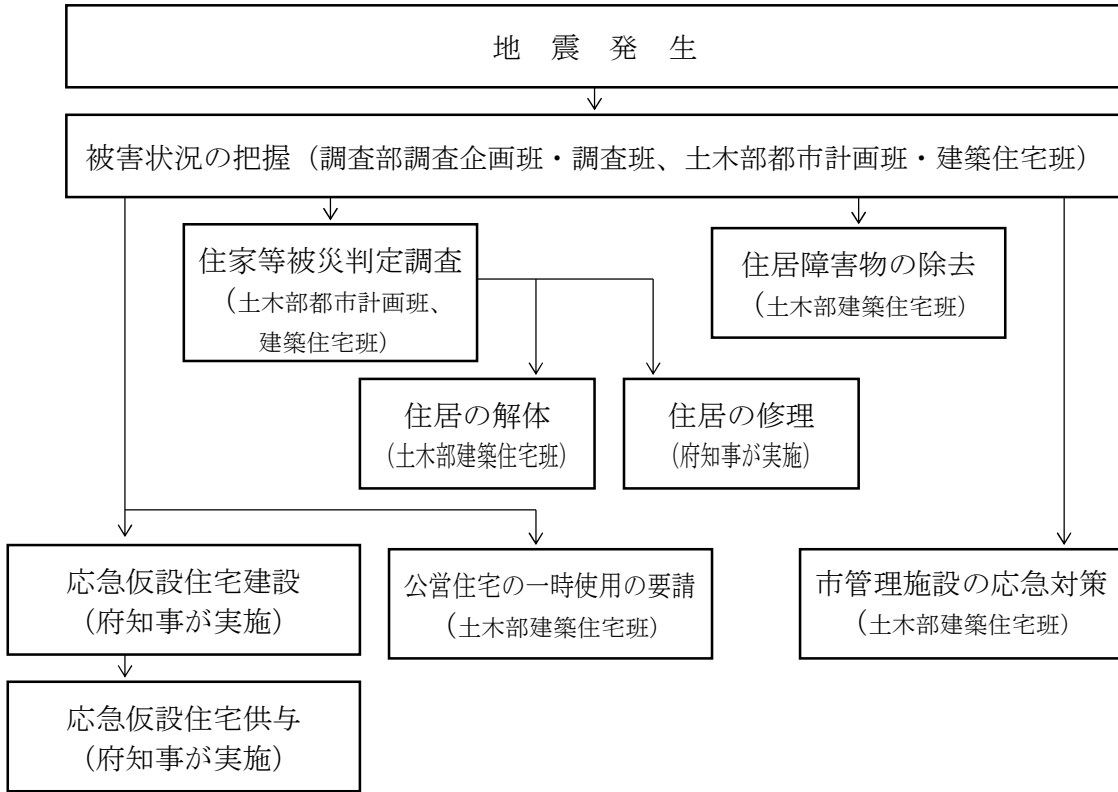 地　震　発　生
被害状況の把握（調査部調査企画班・調査班、土木部都市計画班・建築住宅班）
住家等被災判定調査
（土木部都市計画班、
建築住宅班）
住居障害物の除去
（土木部建築住宅班）
住居の解体
（土木部建築住宅班）
住居の修理
（府知事が実施）
応急仮設住宅建設
（府知事が実施）
公営住宅の一時使用の要請
（土木部建築住宅班）
市管理施設の応急対策
（土木部建築住宅班）
応急仮設住宅供与
（府知事が実施）